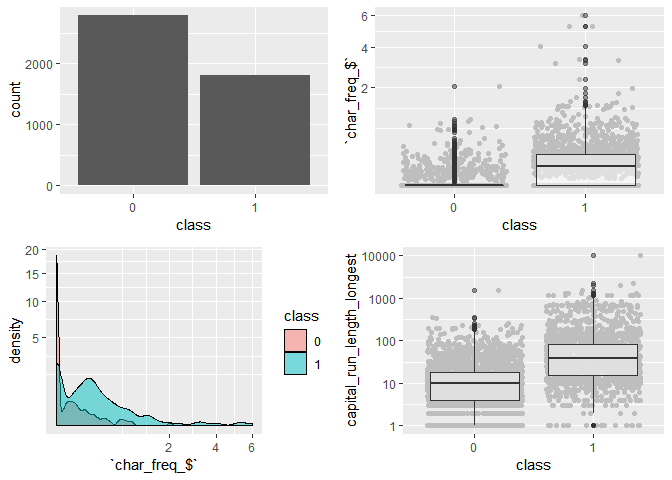 count
2000
1000
0
0
1
class
`char_freq_$`
6
4
2
0
1
class
density
20
15
10
5
2
4
6
`char_freq_$`
class
0
1
capital_run_length_longest
10000
1000
100
10
1
0
1
class